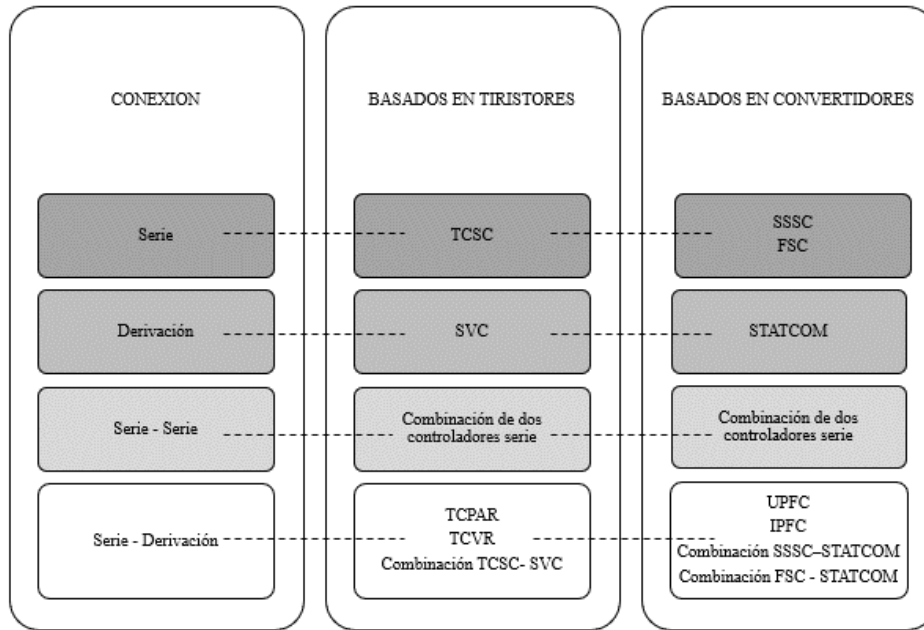 CONEXION
BASADOS EN TIRISTORES
BASADOS EN CONVERTIDORES
Serie
TCSC
SSSC
FSC
Derivación
SVC
STATCOM
Serie - Serie
Combinación de dos
controladores serie
Combinación de dos
controladores serie
Serie - Derivación
TCPAR
TCVR
Combinación TCSC- SVC
UPFC
IPFC
Combinación SSSC–STATCOM
Combinación FSC - STATCOM